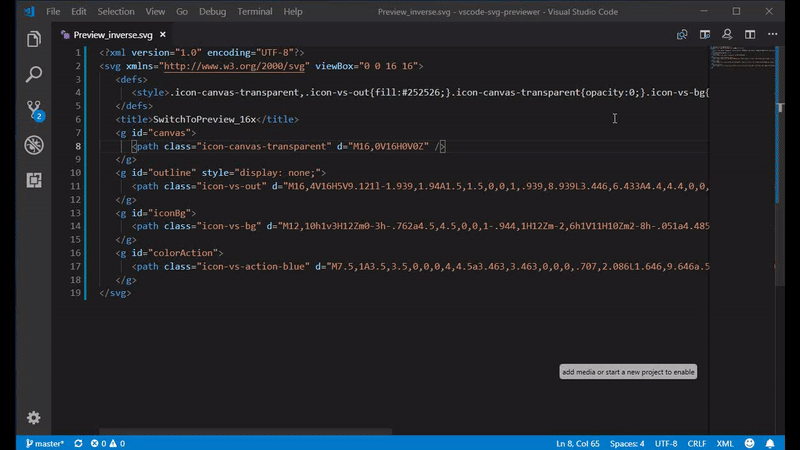 File Edit Selection View Go Debug Terminal Help Preview_inverse.svg - vscode-svg-previewer - Visual Studio Code
Preview_inverse.svg
1 <?xml version="1.0" encoding="UTF-8"?>
2 <svg xmlns="http://www.w3.org/2000/svg" viewBox="0 0 16 16">
3 <defs>
4 <style>.icon-canvas-transparent,.icon-vs-out{fill:#252526;}.icon-canvas-transparent{opacity:0;}.icon-vs-bg{
5 </defs>
6 <title>SwitchToPreview_16x</title>
7 <g id="canvas">
8 <path class="icon-canvas-transparent" d="M16,0V16H0V0Z" />
9 </g>
10 <g id="outline" style="display: none;">
11 <path class="icon-vs-out" d="M16,4V16H5V9.121l-1.939,1.94A1.5,1.5,0,0,1,.939,8.939L3.446,6.433A4.4,4.4,0,0,
12 </g>
13 <g id="iconBg">
14 <path class="icon-vs-bg" d="M12,10h1v3H12Zm0-3h-.762a4.5,4.5,0,0,1-.944,1H12Zm-2,6h1V11H10Zm2-8h-.051a4.485
15 </g>
16 <g id="colorAction">
17 <path class="icon-vs-action-blue" d="M7.5,1A3.5,3.5,0,0,0,4,4.5a3.463,3.463,0,0,0,.707,2.086L1.646,9.646a.5
18 </g>
19 </svg>
2
add media or start a new project to enable
master* 0 0 Ln 8, Col 65 Spaces: 4 UTF-8 CRLF XML